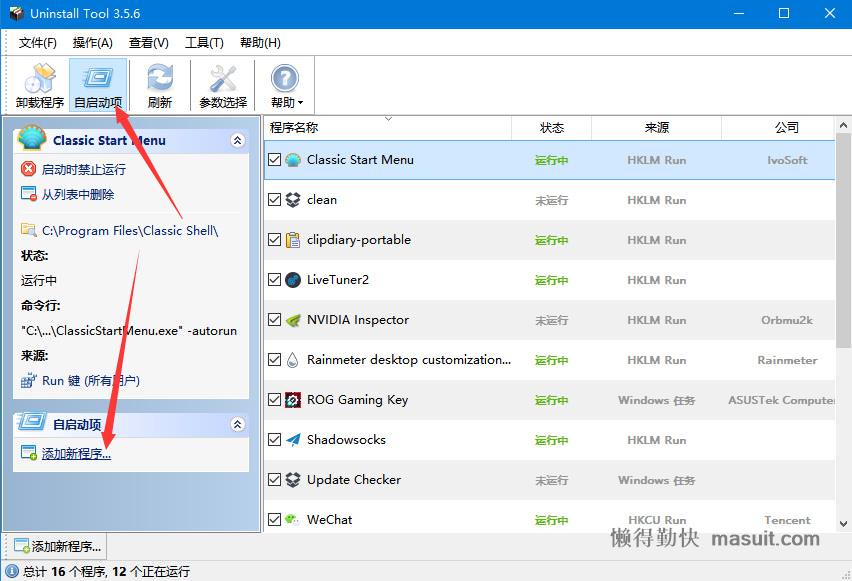 Uninstall Tool 3.5.6
文件(F) 操作(A) 查看(V) 工具(T) 帮助(H)
卸载程序 自启动项 刷新 参数选择 帮助
Classic Start Menu
启动时禁止运行
从列表中删除
C:\Program Files\Classic Shell\
状态:
运行中
命令行:
"C:\...\ClassicStartMenu.exe" -autorun
来源:
Run 键 (所有用户)
自启动项
添加新程序...
程序名称 状态 来源 公司
Classic Start Menu 运行中 HKLM Run IvoSoft
clean 未运行 HKLM Run
clipdiary-portable 运行中 HKLM Run
LiveTuner2 运行中 HKLM Run
NVIDIA Inspector 未运行 HKLM Run Orbmu2k
Rainmeter desktop customization... 运行中 HKLM Run Rainmeter
ROG Gaming Key 运行中 Windows 任务 ASUSTek Compute
Shadowsocks 运行中 HKLM Run
Update Checker 未运行 Windows 任务
WeChat 运行中 HKCU Run Tencent
懒得勤快 masuit.com
添加新程序...
总计 16 个程序, 12 个正在运行